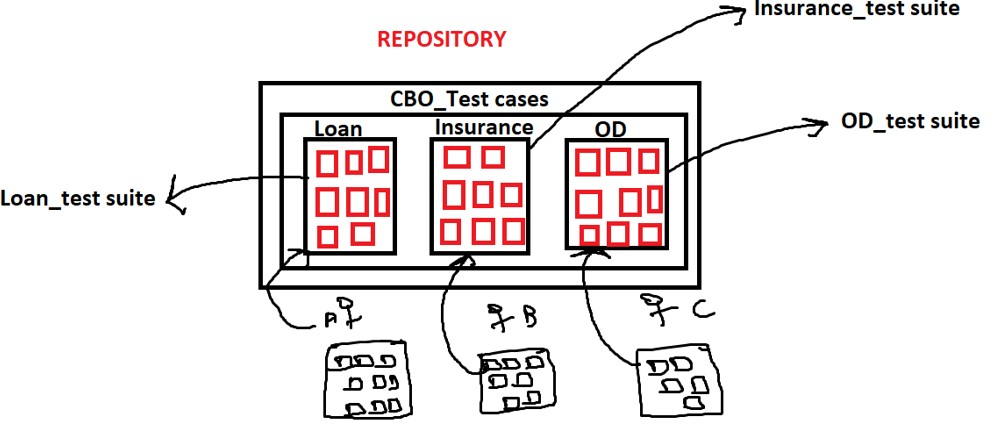 Insurance_test suite
REPOSITORY
CBO_Test cases
Loan
Insurance
OD
OD_test suite
Loan_test suite
A
B
C